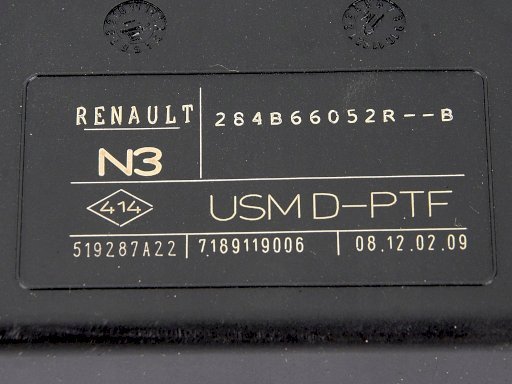 RENAULT 284B66052R--B
N3
414 USM D-PTF
519287A22 7189119006 08.12.02.09